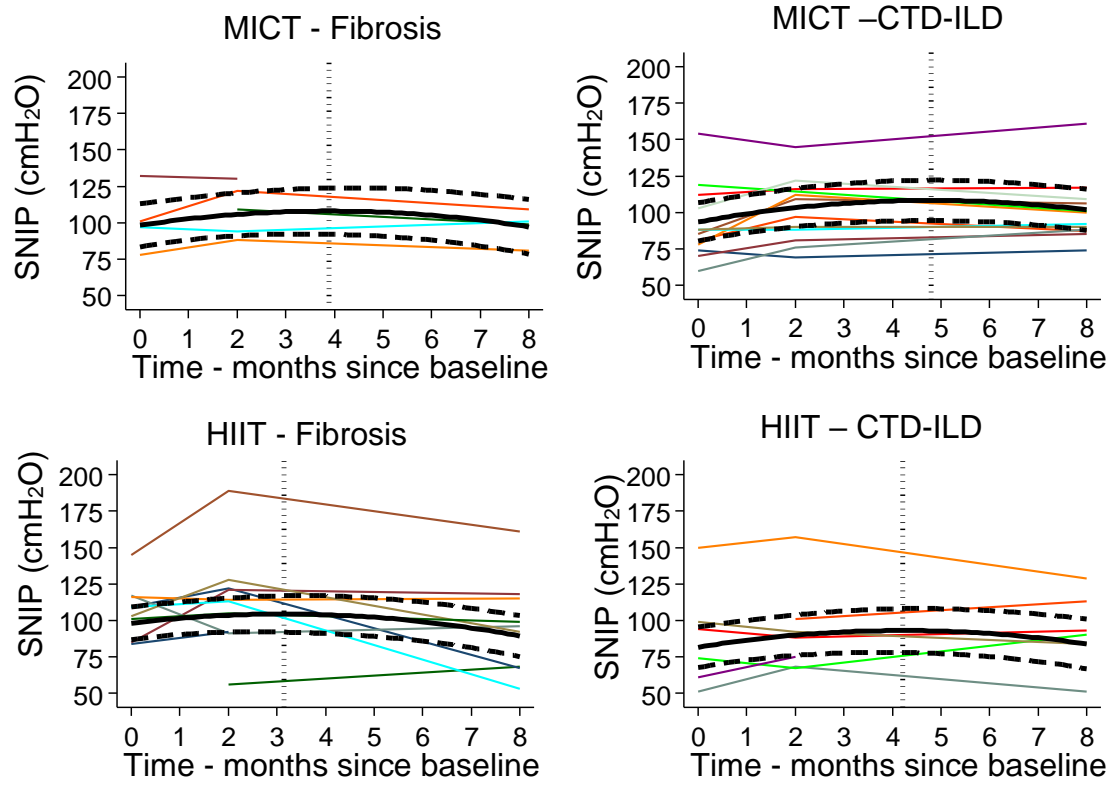 MICT - Fibrosis
SNIP (cmH₂O)
200
175
150
125
100
75
50
0 1 2 3 4 5 6 7 8
Time - months since baseline
MICT –CTD-ILD
SNIP (cmH₂O)
200
175
150
125
100
75
50
0 1 2 3 4 5 6 7 8
Time - months since baseline
HIIT - Fibrosis
SNIP (cmH₂O)
200
175
150
125
100
75
50
0 1 2 3 4 5 6 7 8
Time - months since baseline
HIIT – CTD-ILD
SNIP (cmH₂O)
200
175
150
125
100
75
50
0 1 2 3 4 5 6 7 8
Time - months since baseline